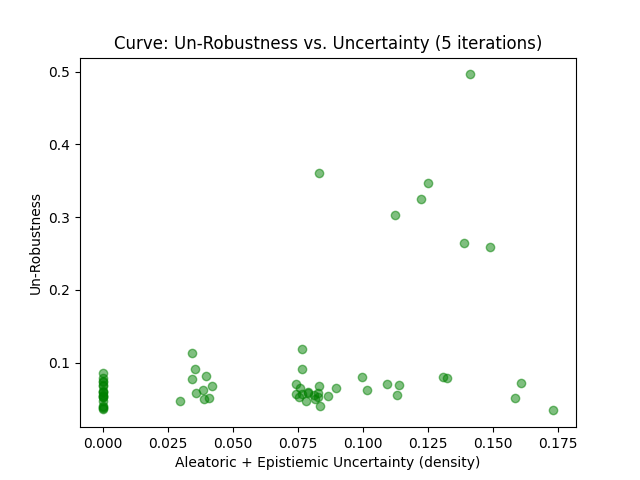 Curve: Un-Robustness vs. Uncertainty (5 iterations)
0.5
0.4
0.3
0.2
0.1
Un-Robustness
0.000 0.025 0.050 0.075 0.100 0.125 0.150 0.175
Aleatoric + Epistiemic Uncertainty (density)